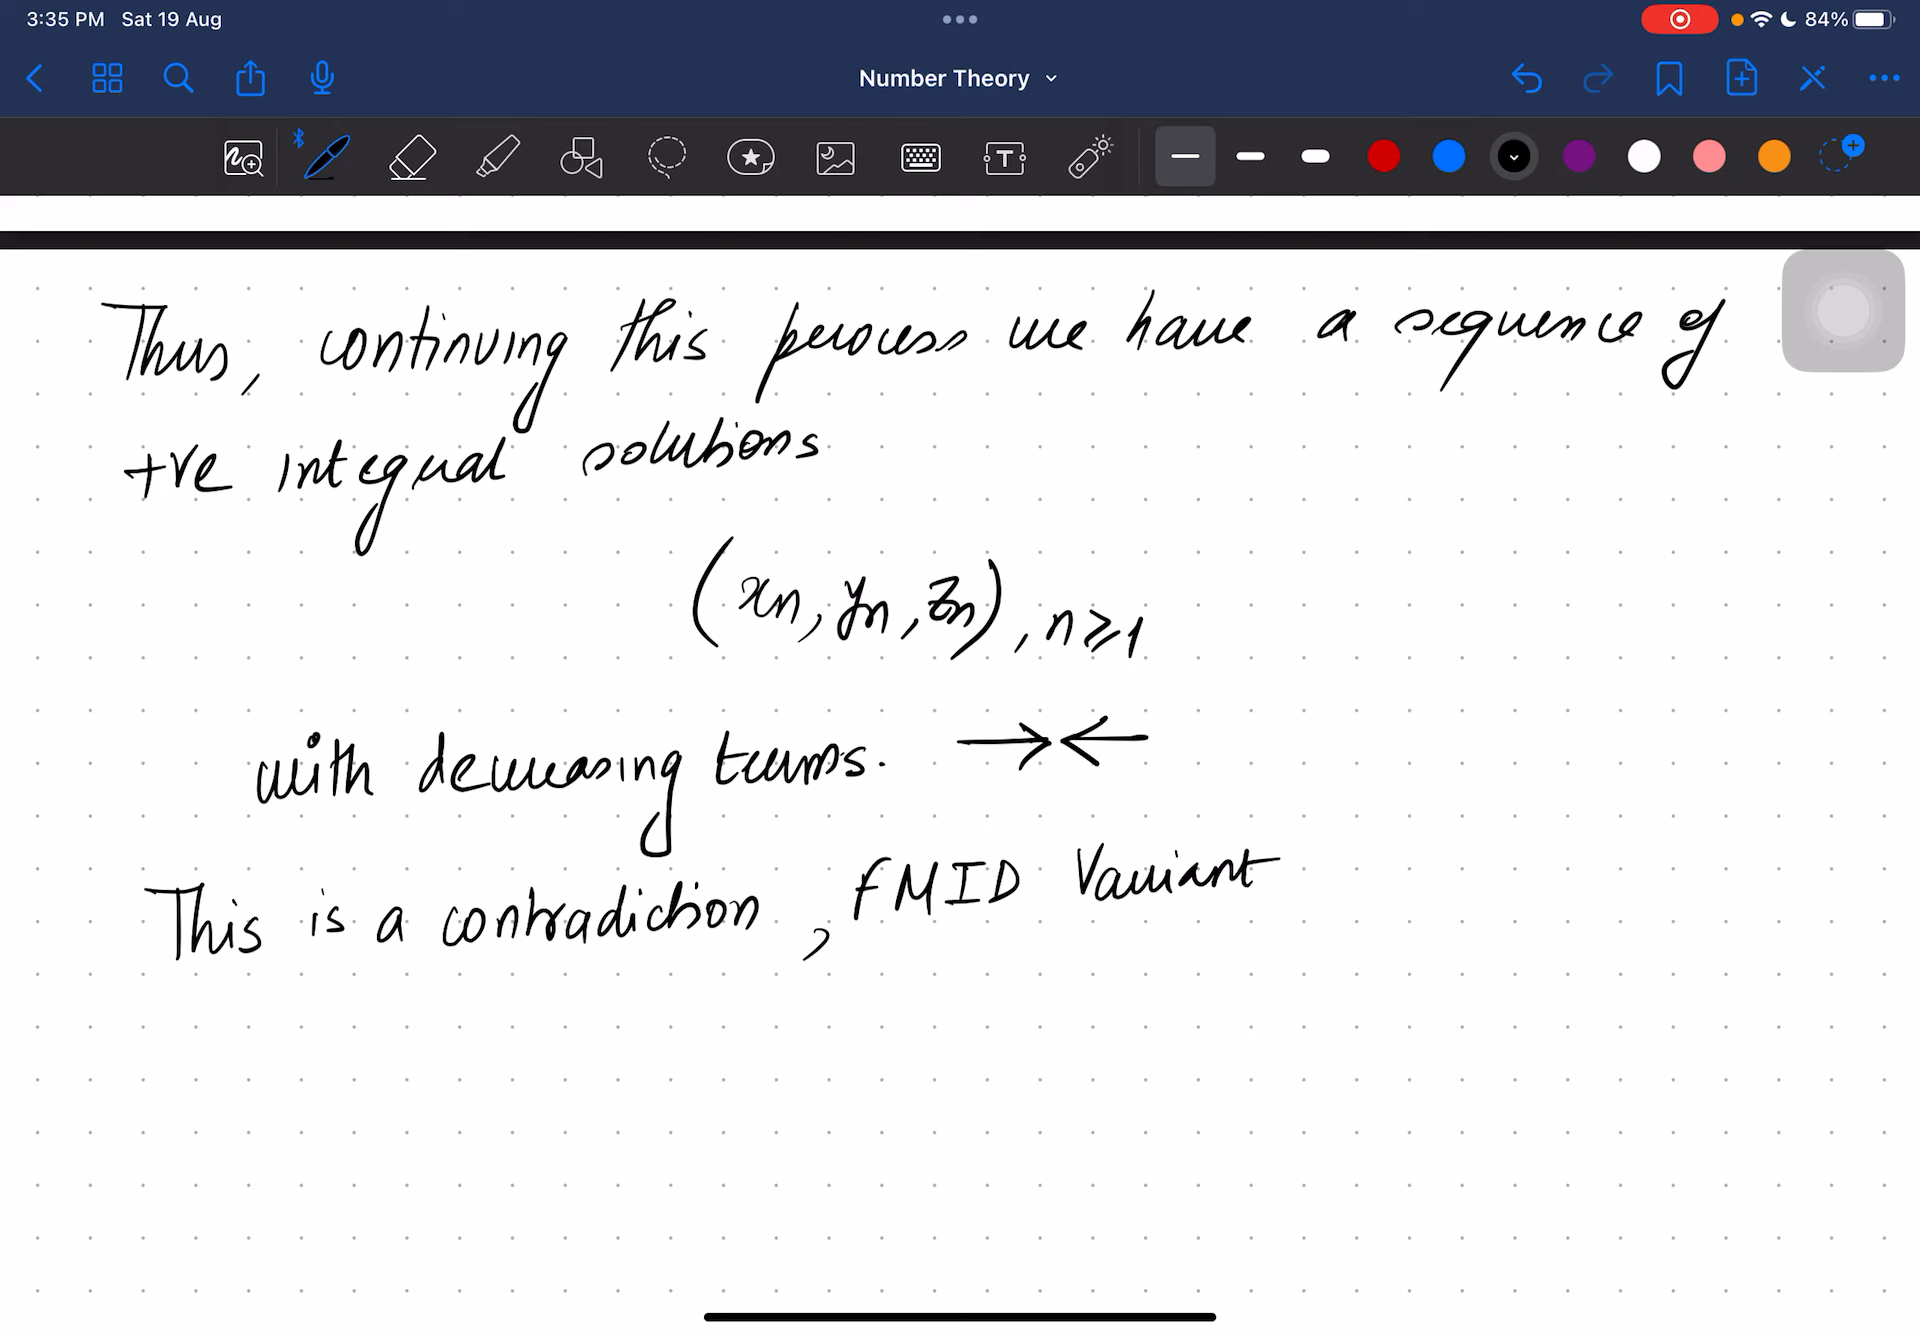 3:35 PM Sat 19 Aug
84%
Number Theory
T
Thus, continuing this process we have a sequence of
+ve integral solutions
(xn, yn, zn), n ≥ 1
with decreasing terms. →←
This is a contradiction, FMID Variant